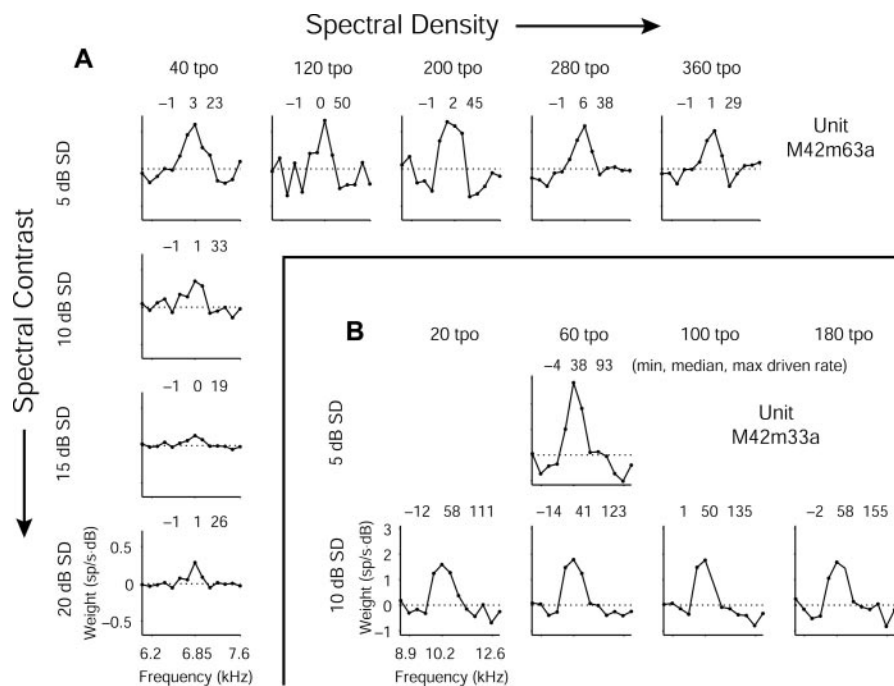 Spectral Density
A
40 tpo 120 tpo 200 tpo 280 tpo 360 tpo
−1 3 23 −1 0 50 −1 2 45 −1 6 38 −1 1 29
Unit
M42m63a
5 dB SD
Spectral Contrast
−1 1 33
10 dB SD
−1 0 19
15 dB SD
−1 1 26
20 dB SD
Weight (sp/s·dB)
0.5
0
−0.5
6.2 6.85 7.6
Frequency (kHz)
B
20 tpo 60 tpo 100 tpo 180 tpo
−4 38 93 (min, median, max driven rate)
Unit
M42m33a
5 dB SD
−12 58 111 −14 41 123 1 50 135 −2 58 155
10 dB SD
Weight (sp/s·dB)
3
2
1
0
−1
8.9 10.2 12.6
Frequency (kHz)